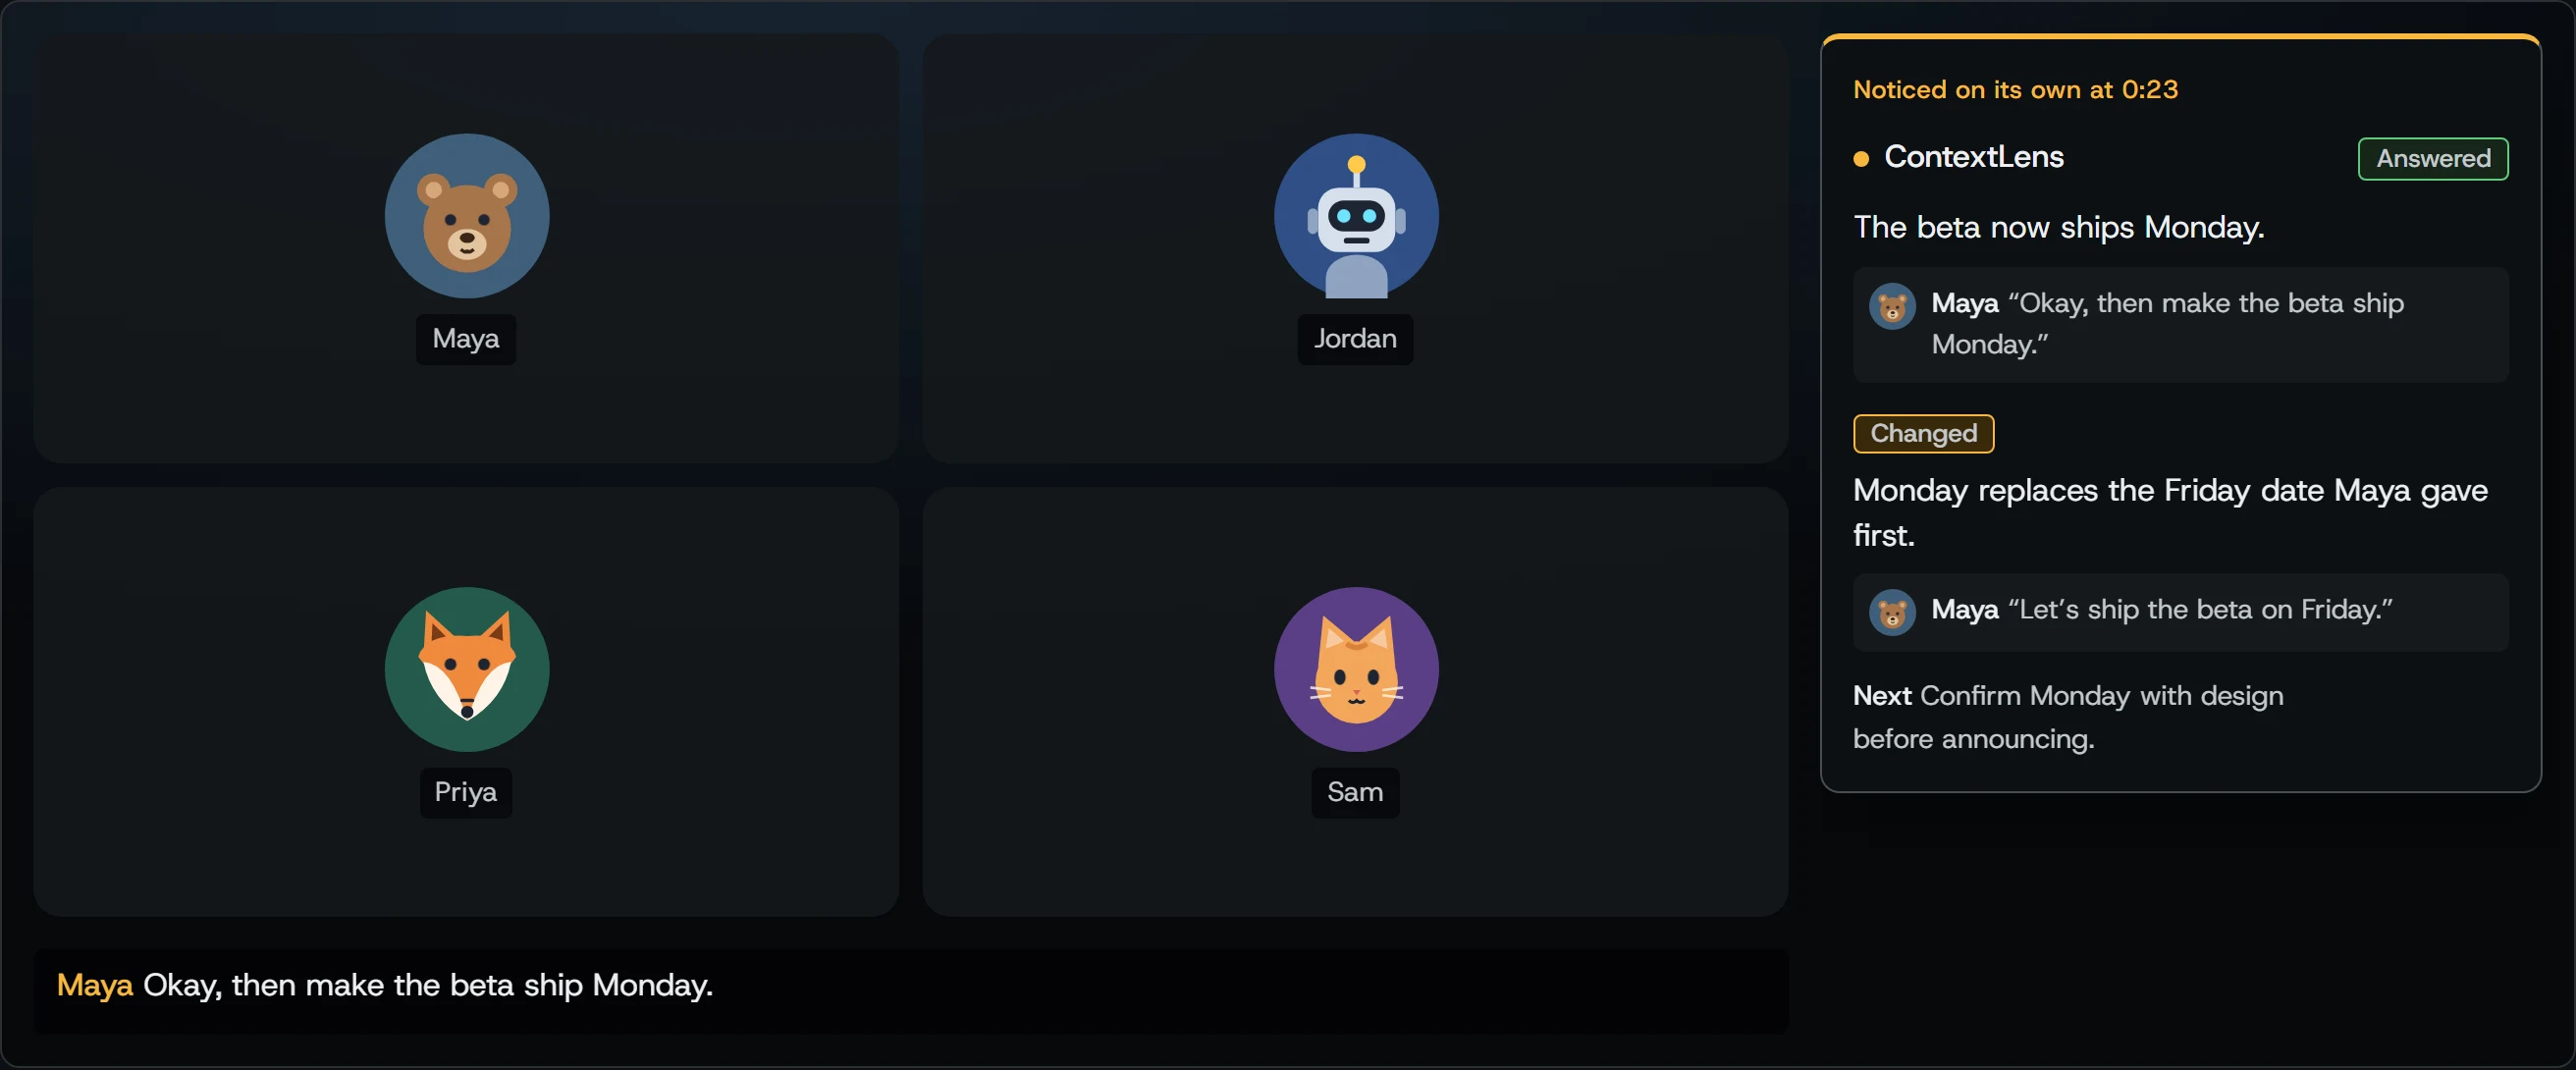 Maya
Jordan
Priya
Sam
Maya Okay, then make the beta ship Monday.
Noticed on its own at 0:23
ContextLens
Answered
The beta now ships Monday.
Maya “Okay, then make the beta ship
Monday.”
Changed
Monday replaces the Friday date Maya gave
first.
Maya “Let’s ship the beta on Friday.”
Next Confirm Monday with design
before announcing.